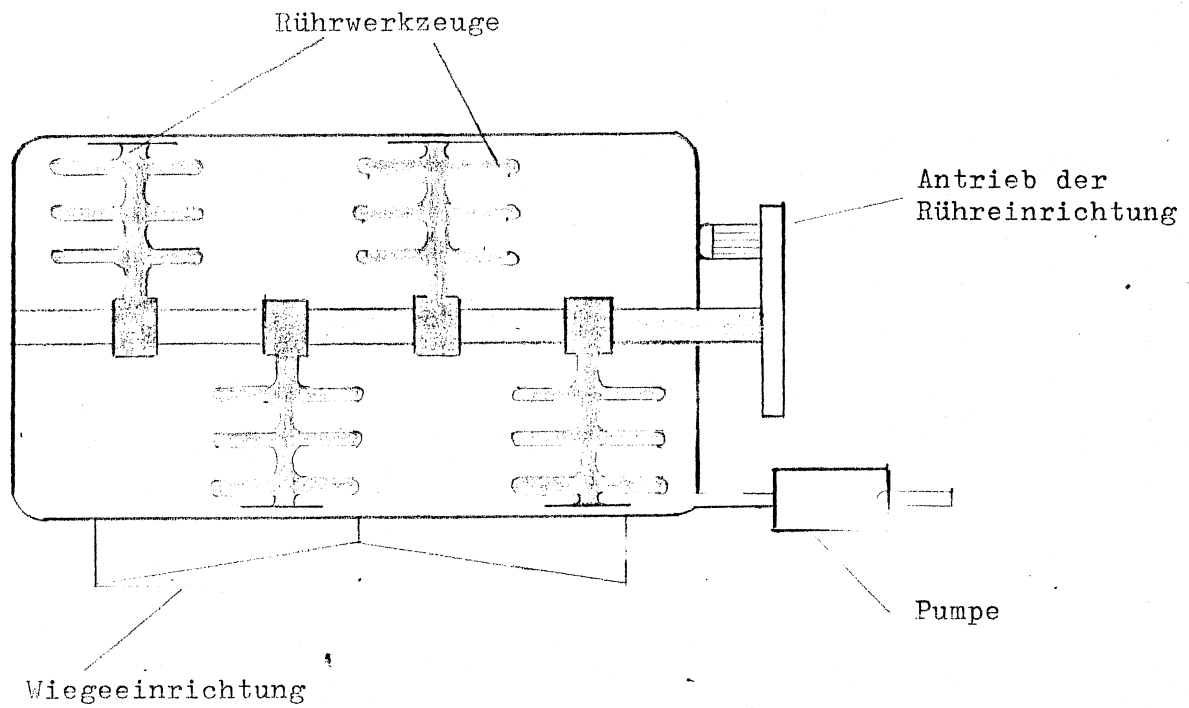 Rührwerkzeuge
Antrieb der
Rühreinrichtung
Pumpe
Wiegeeinrichtung